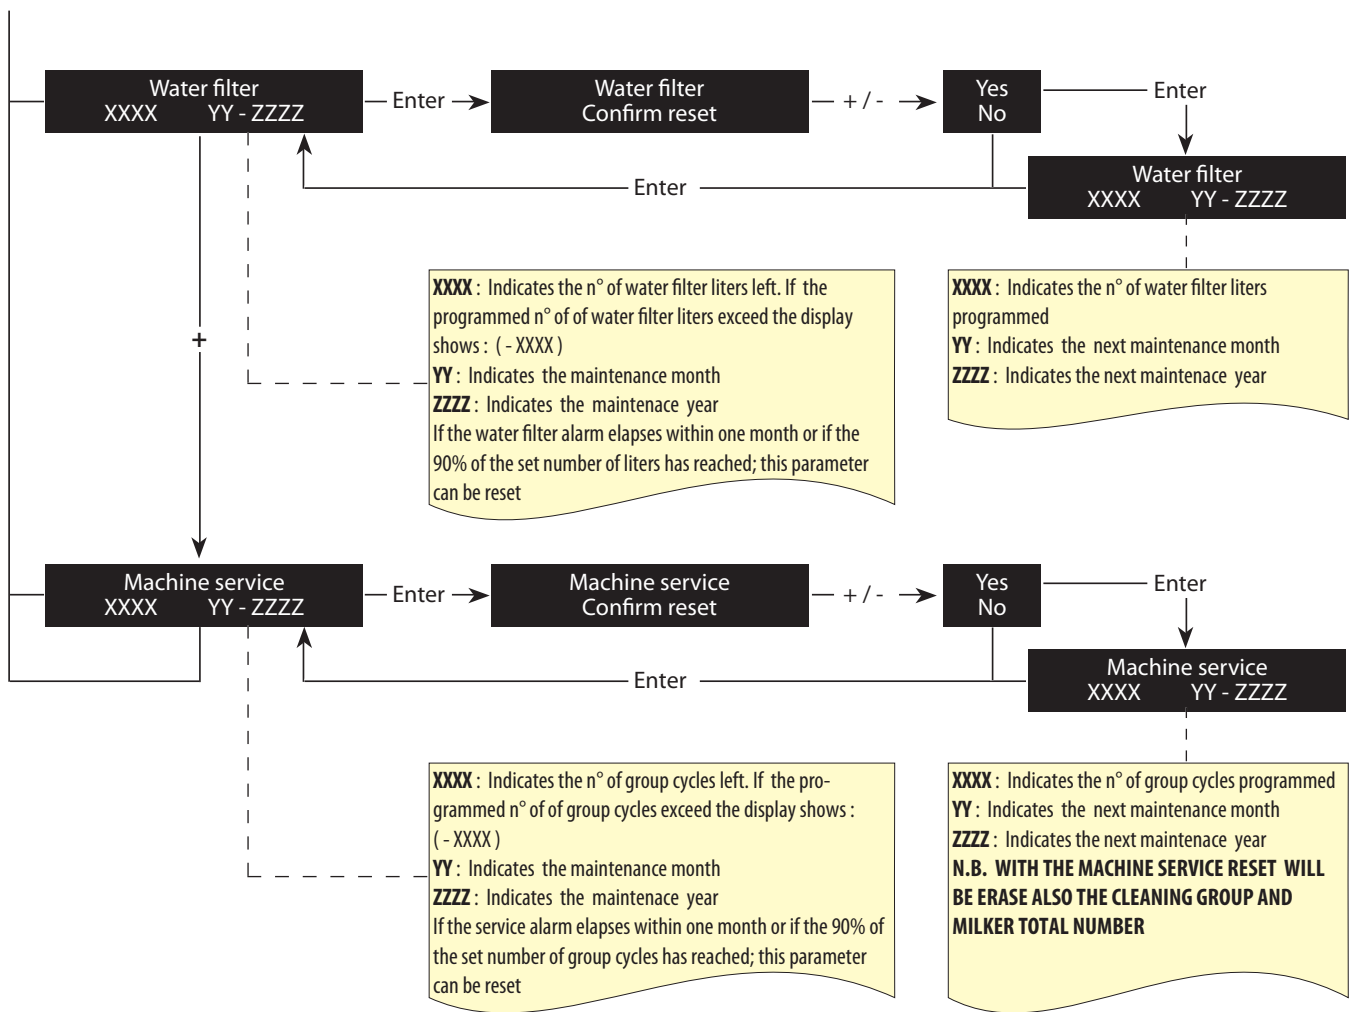 Water filter
XXXX YY - ZZZZ
Enter
Water filter
Confirm reset
+ / -
Yes
No
Enter
Water filter
XXXX YY - ZZZZ
Enter
XXXX : Indicates the n° of water filter liters left. If the
programmed n° of of water filter liters exceed the display
shows : ( - XXXX )
YY : Indicates the maintenance month
ZZZZ : Indicates the maintenace year
If the water filter alarm elapses within one month or if the
90% of the set number of liters has reached; this parameter
can be reset
XXXX : Indicates the n° of water filter liters
programmed
YY : Indicates the next maintenance month
ZZZZ : Indicates the next maintenace year
+
Machine service
XXXX YY - ZZZZ
Enter
Machine service
Confirm reset
+ / -
Yes
No
Enter
Machine service
XXXX YY - ZZZZ
Enter
XXXX : Indicates the n° of group cycles left. If the pro-
grammed n° of of group cycles exceed the display shows :
( - XXXX )
YY : Indicates the maintenance month
ZZZZ : Indicates the maintenace year
If the service alarm elapses within one month or if the 90% of
the set number of group cycles has reached; this parameter
can be reset
XXXX : Indicates the n° of group cycles programmed
YY : Indicates the next maintenance month
ZZZZ : Indicates the next maintenace year
N.B. WITH THE MACHINE SERVICE RESET WILL
BE ERASE ALSO THE CLEANING GROUP AND
MILKER TOTAL NUMBER